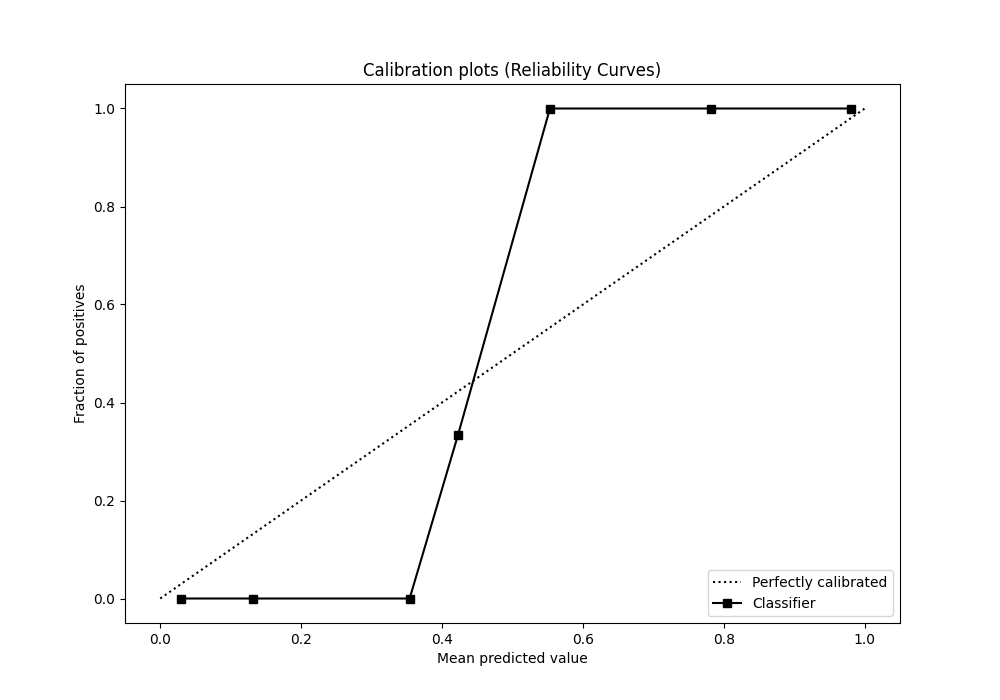 Calibration plots (Reliability Curves)
Fraction of positives
1.0
0.8
0.6
0.4
0.2
0.0
0.0 0.2 0.4 0.6 0.8 1.0
Mean predicted value
Perfectly calibrated
Classifier